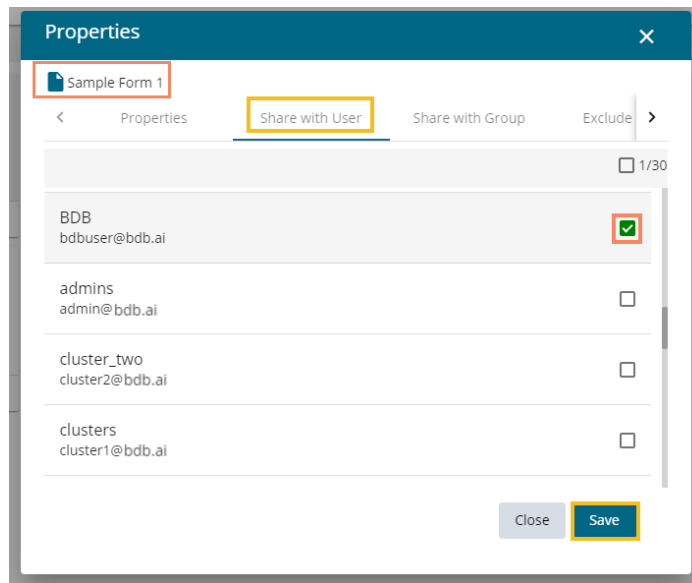 Properties
Sample Form 1
Properties Share with User Share with Group Exclude
1/30
BDB
bdbuser@bdb.ai
admins
admin@bdb.ai
cluster_two
cluster2@bdb.ai
clusters
cluster1@bdb.ai
Close Save